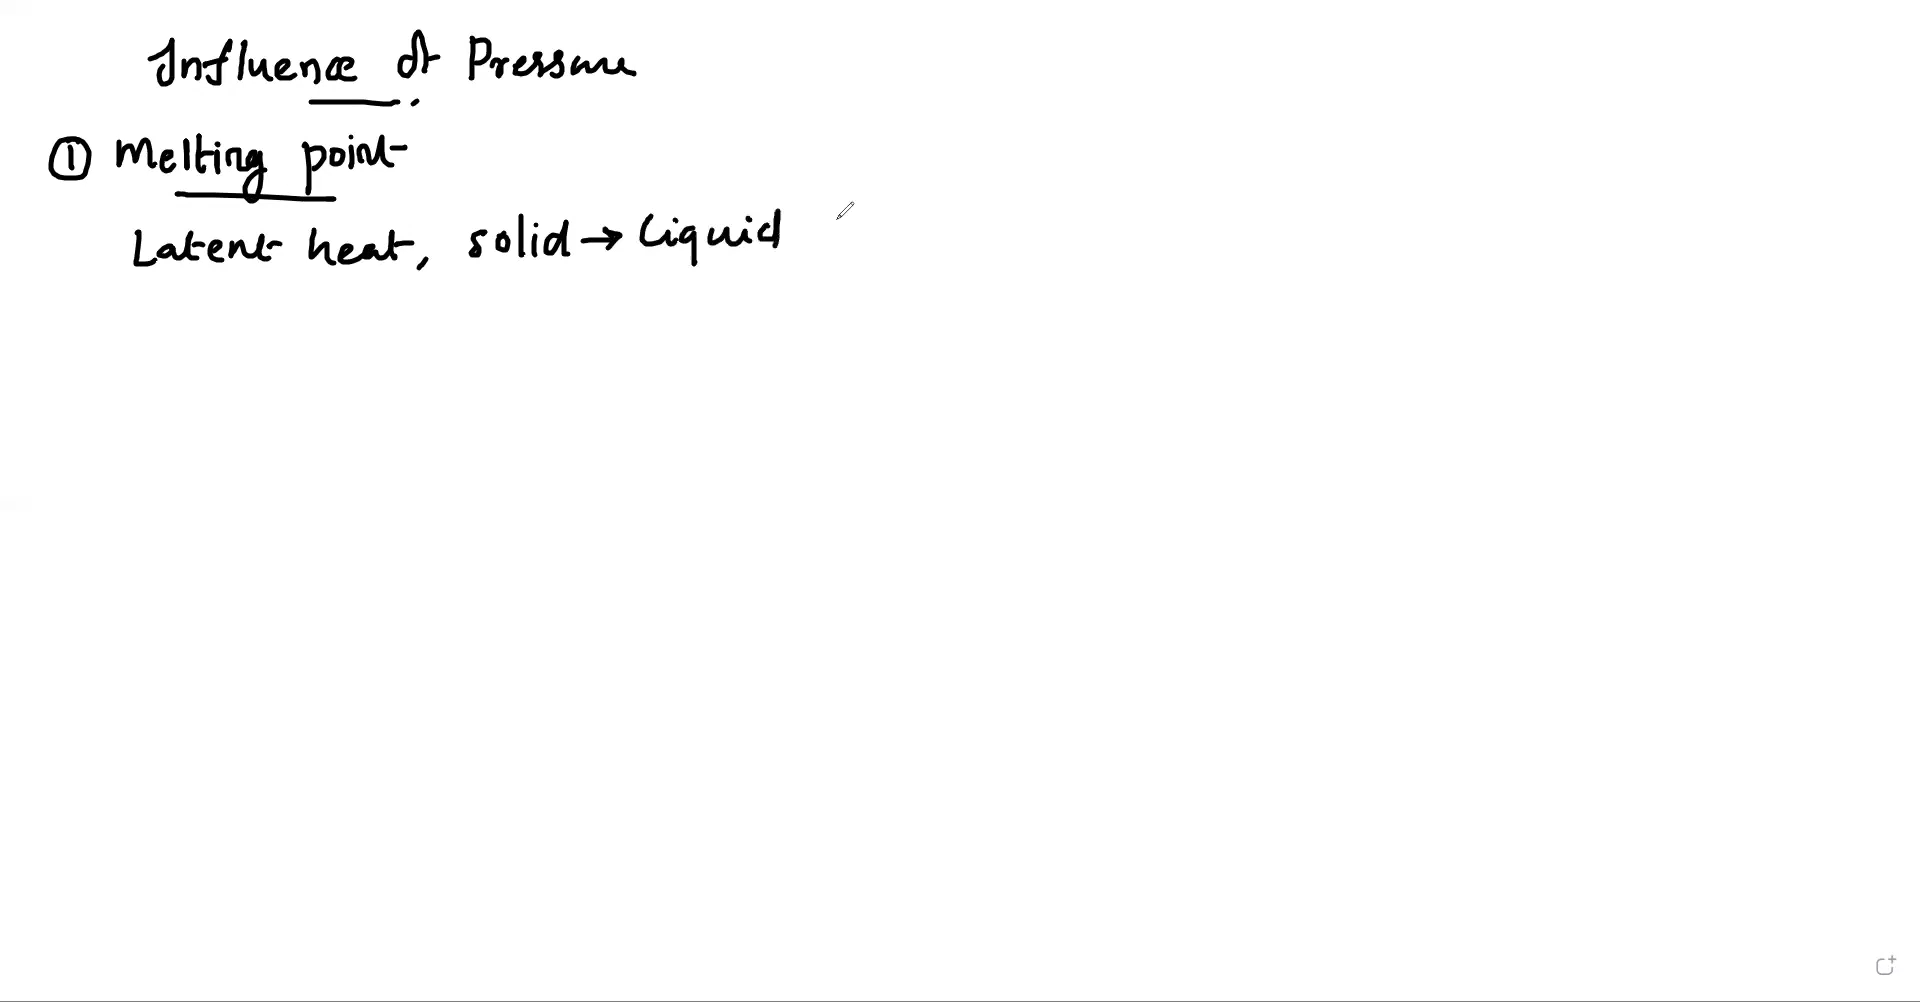 Influence of Pressure
① Melting point
Latent heat, solid → Liquid